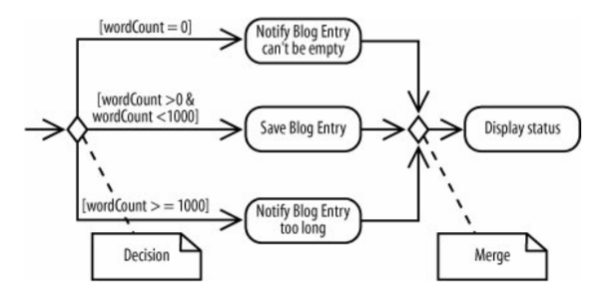 [wordCount = 0]
Notify Blog Entry
can't be empty
[wordCount >0 &
wordCount <1000]
Save Blog Entry
Display status
[wordCount > = 1000]
Notify Blog Entry
too long
Decision
Merge